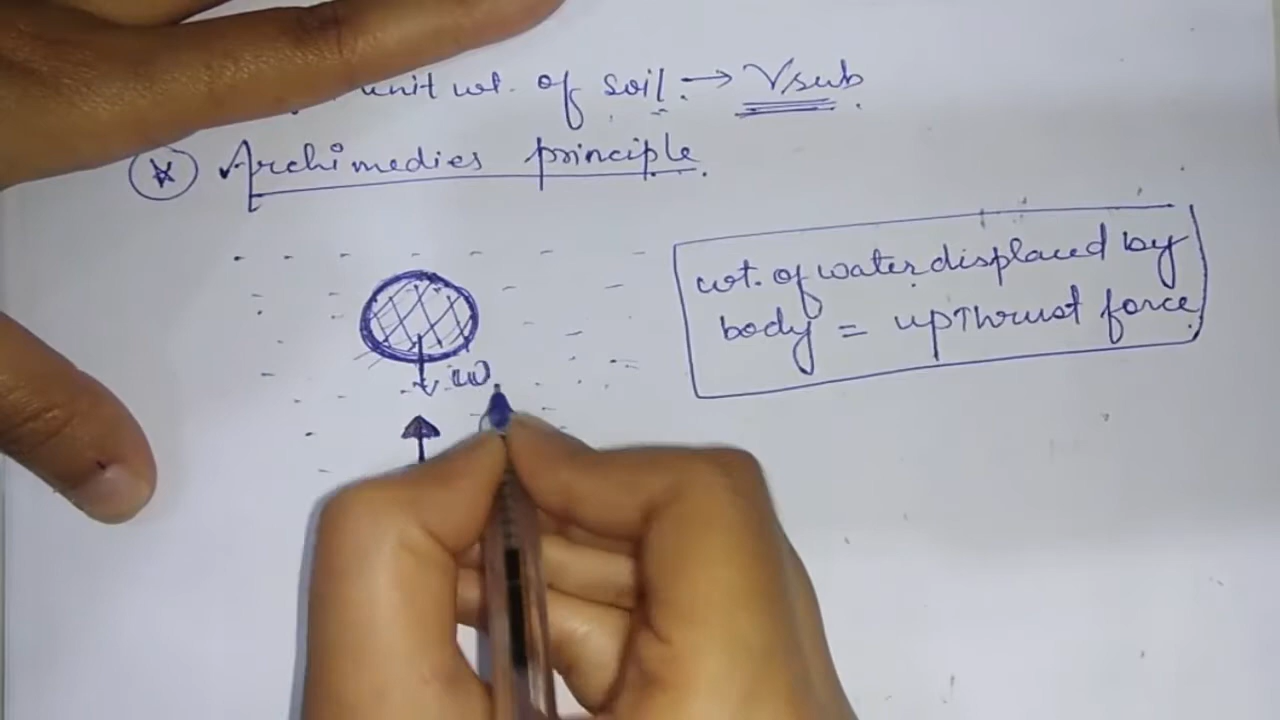 unit wt. of soil. → γsub.
Archimedies principle.
wt. of water displaced by
body = upthrust force
w